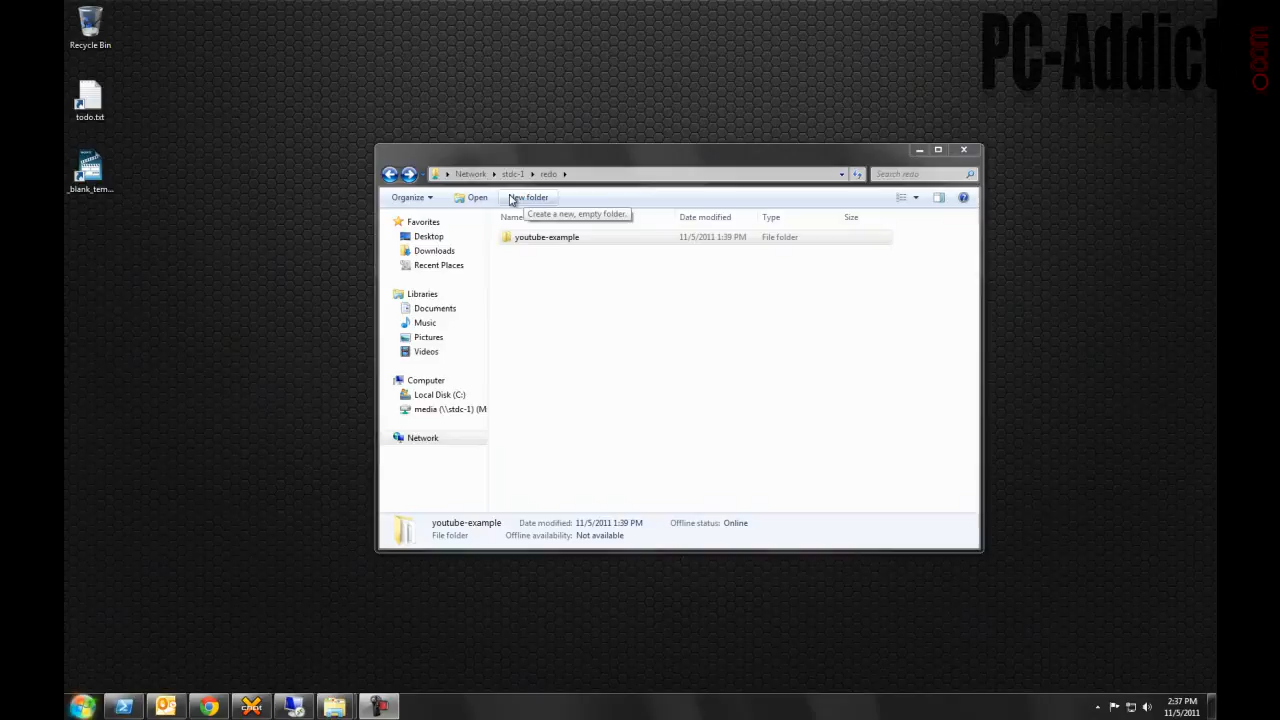 PC-Addict
.com
Recycle Bin
todo.txt
_blank_tem...
Network stdc-1 redo
Search redo
Organize Open New folder
Create a new, empty folder.
Name Date modified Type Size
youtube-example 11/5/2011 1:39 PM File folder
Favorites
Desktop
Downloads
Recent Places
Libraries
Documents
Music
Pictures
Videos
Computer
Local Disk (C:)
media (\\stdc-1) (M
Network
youtube-example Date modified: 11/5/2011 1:39 PM Offline status: Online
File folder Offline availability: Not available
2:37 PM
11/5/2011